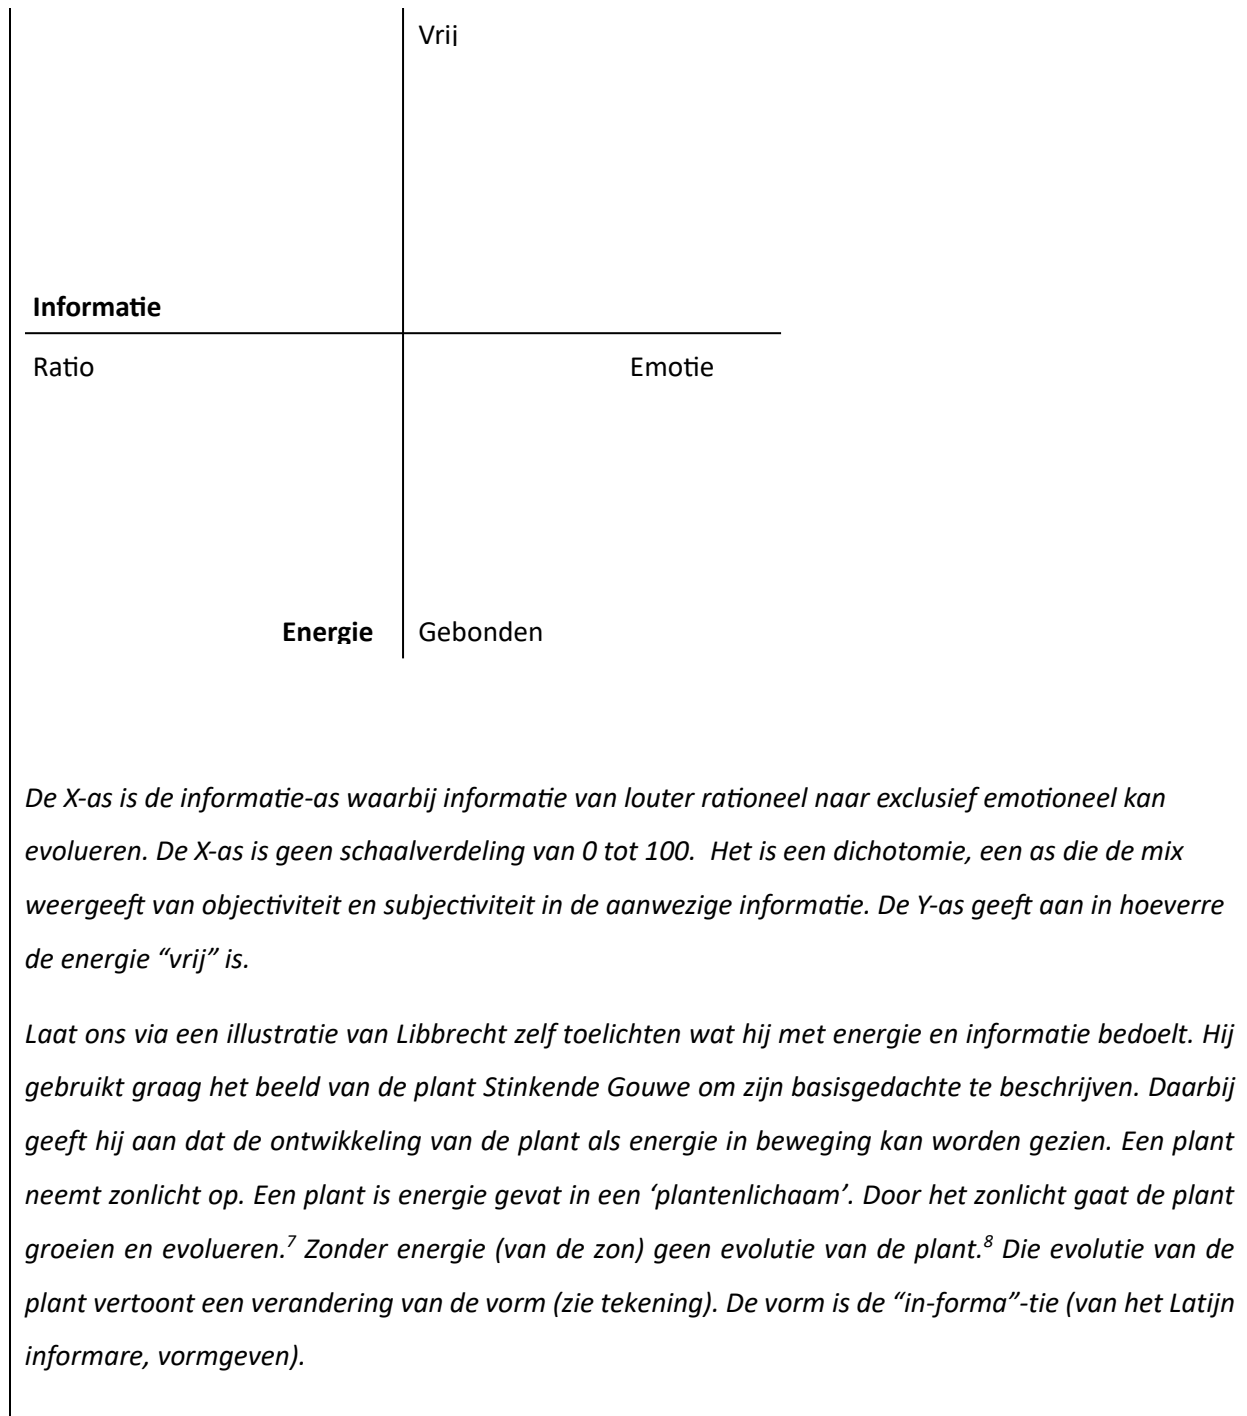 Vrij
Informatie
Ratio Emotie
Energie Gebonden
De X-as is de informatie-as waarbij informatie van louter rationeel naar exclusief emotioneel kan
evolueren. De X-as is geen schaalverdeling van 0 tot 100. Het is een dichotomie, een as die de mix
weergeeft van objectiviteit en subjectiviteit in de aanwezige informatie. De Y-as geeft aan in hoeverre
de energie “vrij” is.
Laat ons via een illustratie van Libbrecht zelf toelichten wat hij met energie en informatie bedoelt. Hij
gebruikt graag het beeld van de plant Stinkende Gouwe om zijn basisgedachte te beschrijven. Daarbij
geeft hij aan dat de ontwikkeling van de plant als energie in beweging kan worden gezien. Een plant
neemt zonlicht op. Een plant is energie gevat in een ‘plantenlichaam’. Door het zonlicht gaat de plant
groeien en evolueren.⁷ Zonder energie (van de zon) geen evolutie van de plant.⁸ Die evolutie van de
plant vertoont een verandering van de vorm (zie tekening). De vorm is de “in-forma”-tie (van het Latijn
informare, vormgeven).